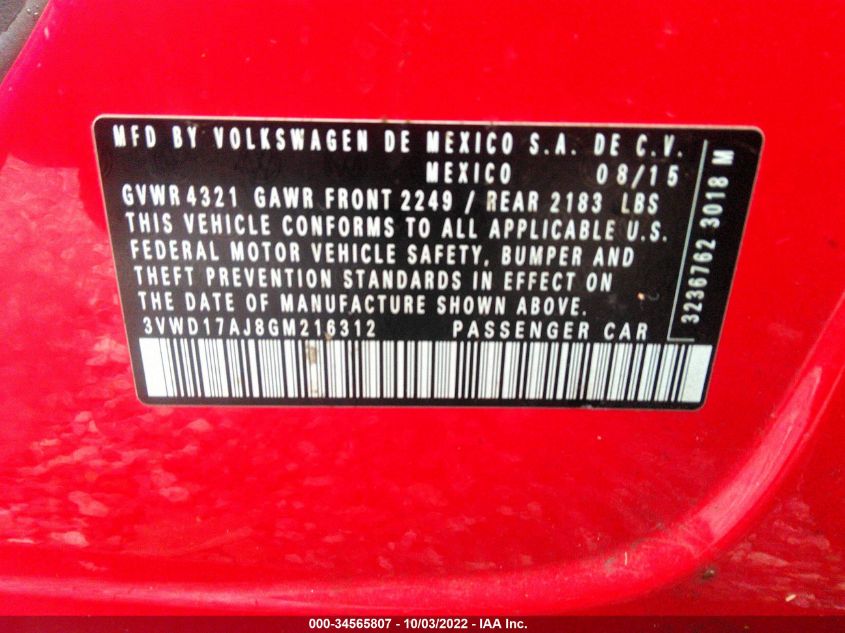 MFD BY VOLKSWAGEN DE MEXICO S.A. DE C.V.
MEXICO 08/15
GVWR 4321 GAWR FRONT 2249 / REAR 2183 LBS
THIS VEHICLE CONFORMS TO ALL APPLICABLE U.S.
FEDERAL MOTOR VEHICLE SAFETY, BUMPER AND
THEFT PREVENTION STANDARDS IN EFFECT ON
THE DATE OF MANUFACTURE SHOWN ABOVE.
3VWD17AJ8GM216312 PASSENGER CAR
3236762 3018 M
000-34565807 - 10/03/2022 - IAA Inc.